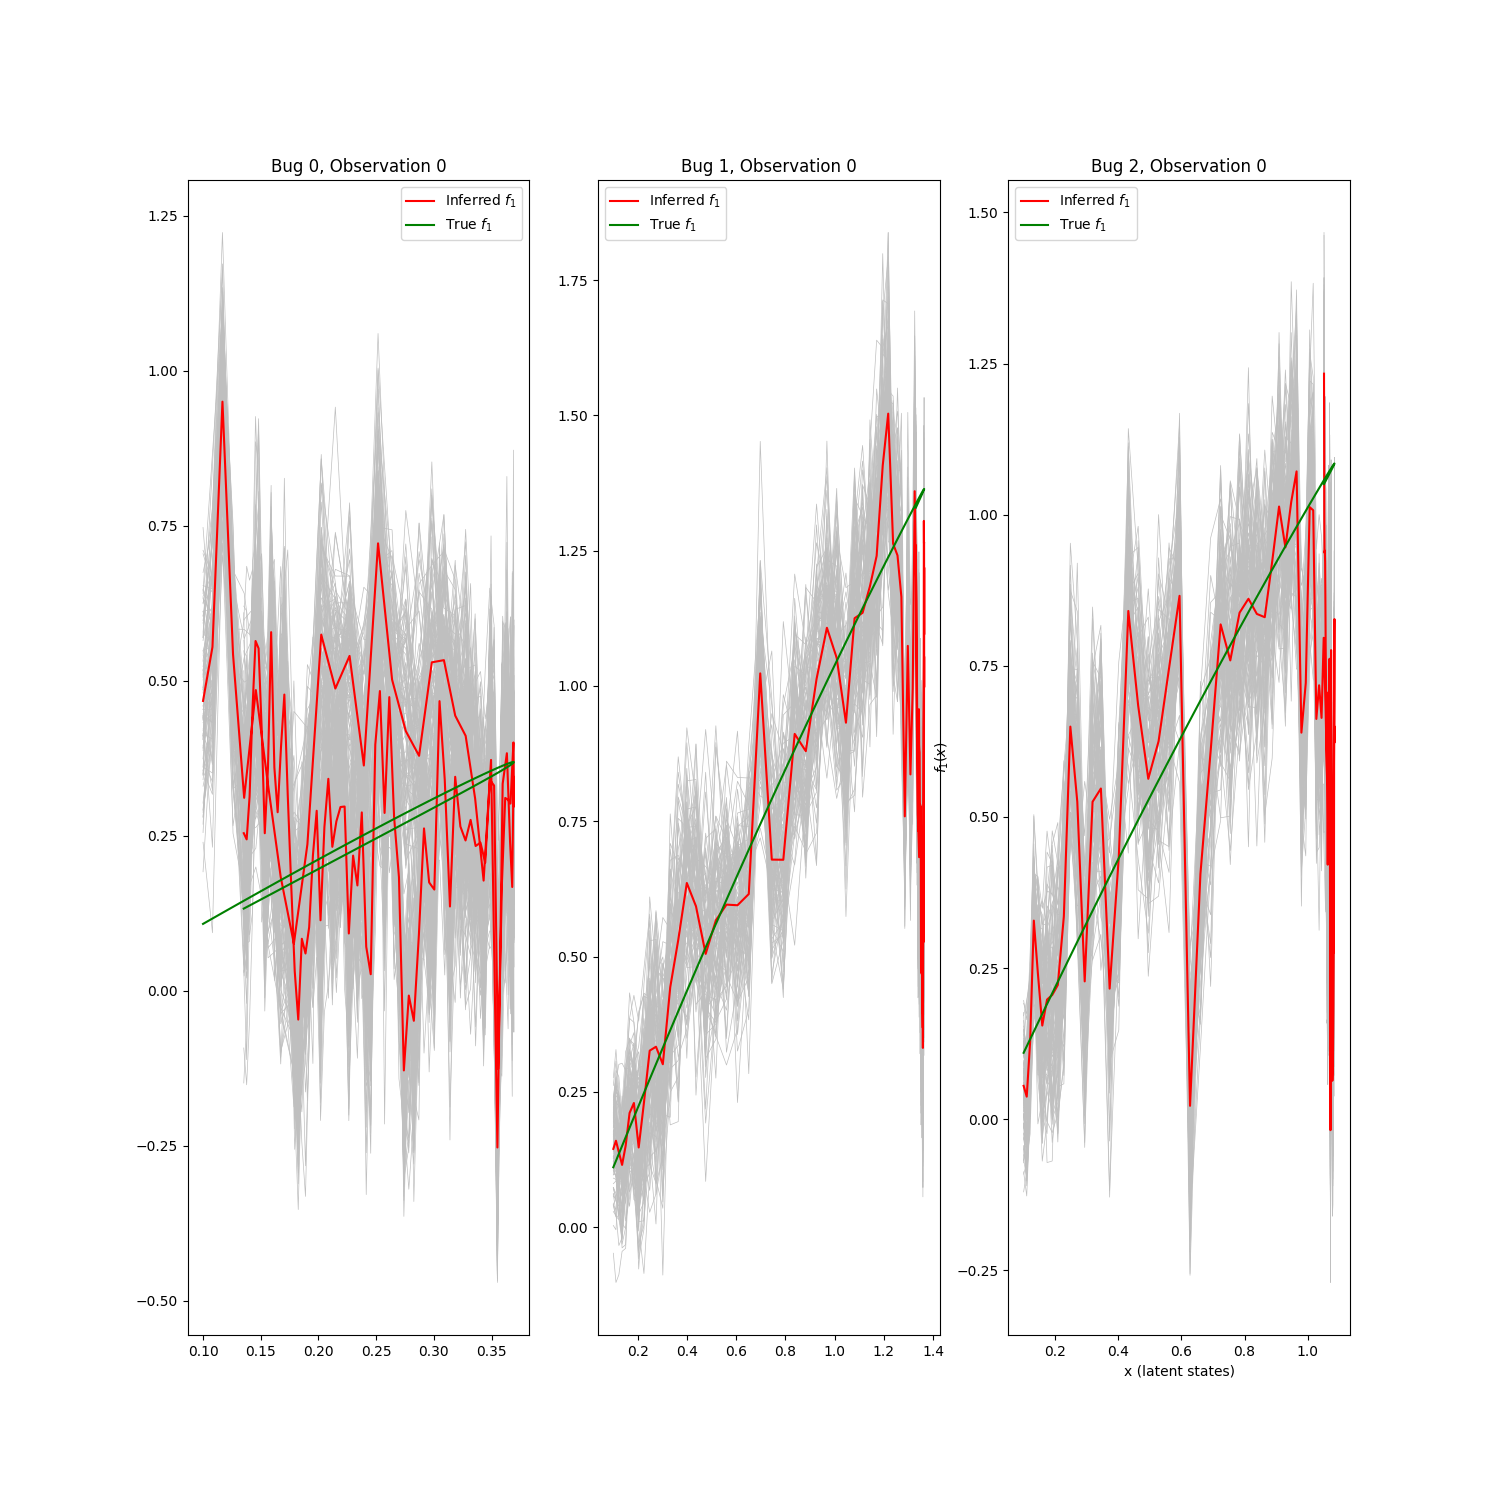 Bug 0, Observation 0
Inferred f₁
True f₁
1.25
1.00
0.75
0.50
0.25
0.00
−0.25
−0.50
0.10 0.15 0.20 0.25 0.30 0.35
Bug 1, Observation 0
Inferred f₁
True f₁
1.75
1.50
1.25
1.00
0.75
0.50
0.25
0.00
0.2 0.4 0.6 0.8 1.0 1.2 1.4
Bug 2, Observation 0
Inferred f₁
True f₁
f₁(x)
1.50
1.25
1.00
0.75
0.50
0.25
0.00
−0.25
0.2 0.4 0.6 0.8 1.0
x (latent states)